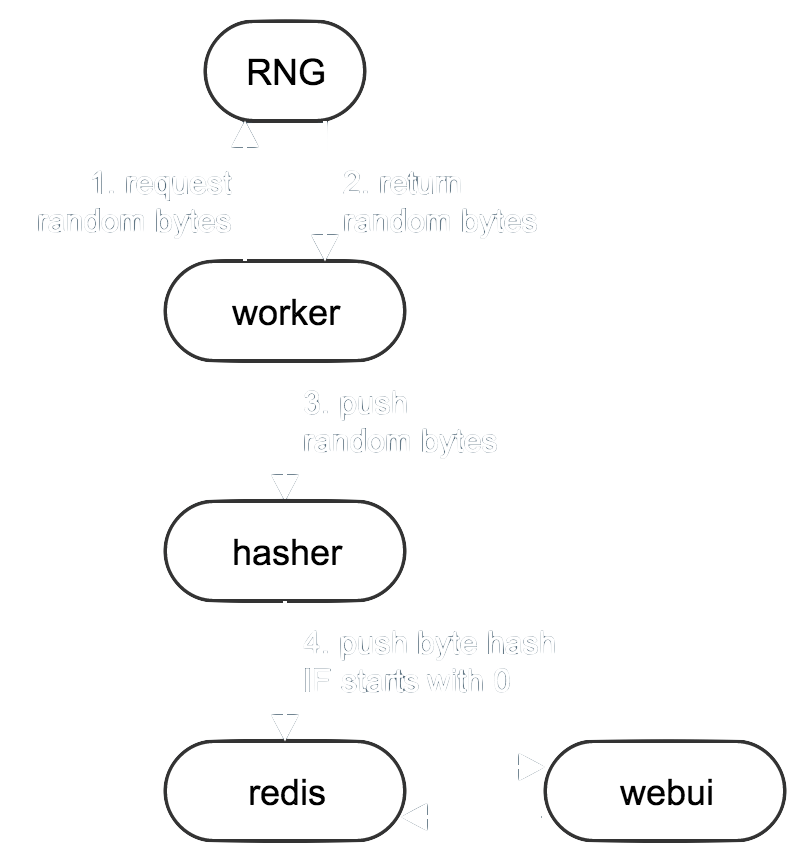 RNG
1. request
random bytes
2. return
random bytes
worker
3. push
random bytes
hasher
4. push byte hash
IF starts with 0
redis
webui